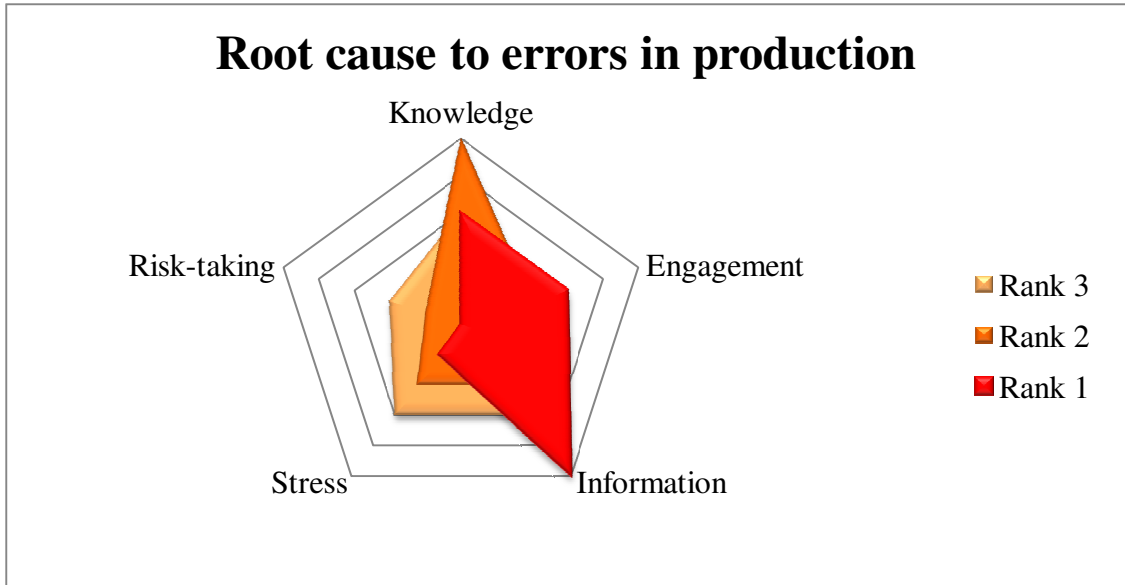 Root cause to errors in production
Knowledge
Risk-taking
Engagement
Rank 3
Rank 2
Rank 1
Stress
Information